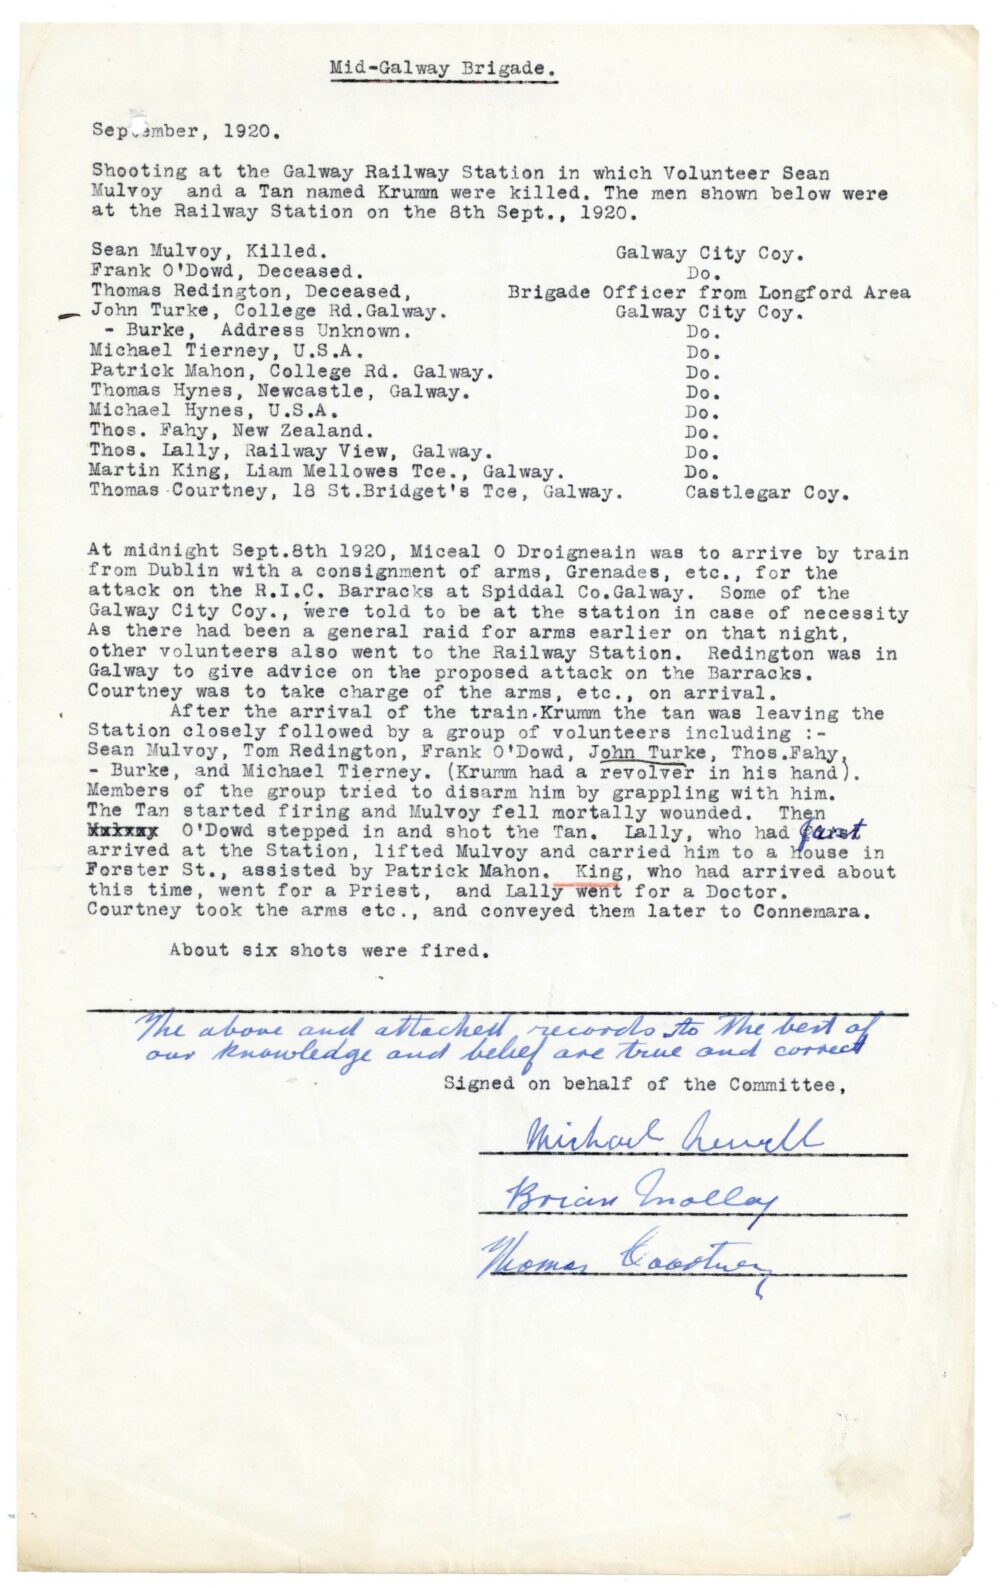 Mid-Galway Brigade.
September, 1920.
Shooting at the Galway Railway Station in which Volunteer Sean
Mulvoy and a Tan named Krumm were killed. The men shown below were
at the Railway Station on the 8th Sept., 1920.
Sean Mulvoy, Killed. Galway City Coy.
Frank O'Dowd, Deceased. Do.
Thomas Redington, Deceased, Brigade Officer from Longford Area
John Turke, College Rd.Galway. Galway City Coy.
- Burke, Address Unknown. Do.
Michael Tierney, U.S.A. Do.
Patrick Mahon, College Rd. Galway. Do.
Thomas Hynes, Newcastle, Galway. Do.
Michael Hynes, U.S.A. Do.
Thos. Fahy, New Zealand. Do.
Thos. Lally, Railway View, Galway. Do.
Martin King, Liam Mellowes Tce., Galway. Do.
Thomas Courtney, 18 St.Bridget's Tce, Galway. Castlegar Coy.
At midnight Sept.8th 1920, Miceal O Droigneain was to arrive by train
from Dublin with a consignment of arms, Grenades, etc., for the
attack on the R.I.C. Barracks at Spiddal Co.Galway. Some of the
Galway City Coy., were told to be at the station in case of necessity
As there had been a general raid for arms earlier on that night,
other volunteers also went to the Railway Station. Redington was in
Galway to give advice on the proposed attack on the Barracks.
Courtney was to take charge of the arms, etc., on arrival.
After the arrival of the train.Krumm the tan was leaving the
Station closely followed by a group of volunteers including :-
Sean Mulvoy, Tom Redington, Frank O'Dowd, John Turke, Thos.Fahy,
- Burke, and Michael Tierney. (Krumm had a revolver in his hand).
Members of the group tried to disarm him by grappling with him.
The Tan started firing and Mulvoy fell mortally wounded. Then
O'Dowd stepped in and shot the Tan. Lally, who had just
arrived at the Station, lifted Mulvoy and carried him to a house in
Forster St., assisted by Patrick Mahon. King, who had arrived about
this time, went for a Priest, and Lally went for a Doctor.
Courtney took the arms etc., and conveyed them later to Connemara.
About six shots were fired.
The above and attached records to the best of
our knowledge and belief are true and correct
Signed on behalf of the Committee,
Michael Newell
Brian Molloy
Thomas Courtney